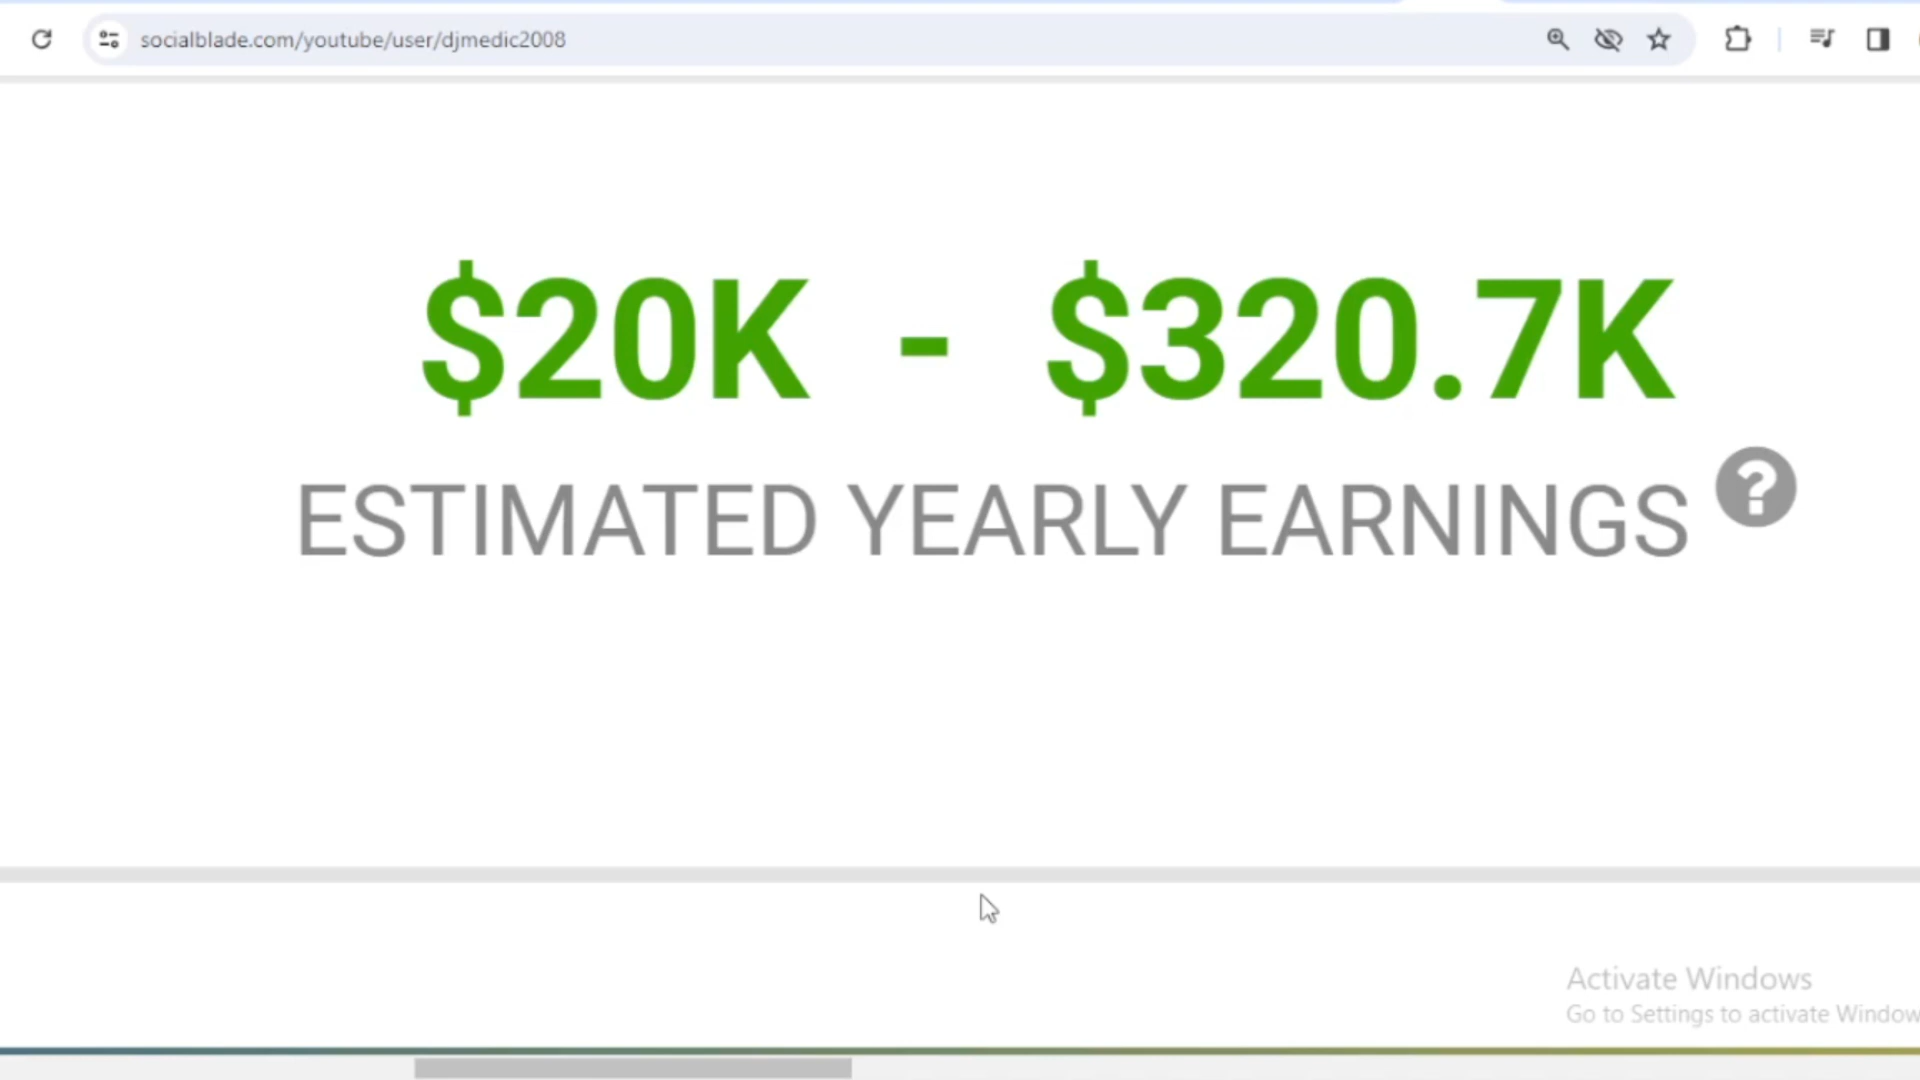 socialblade.com/youtube/user/djmedic2008
$20K - $320.7K
ESTIMATED YEARLY EARNINGS
?
Activate Windows
Go to Settings to activate Window